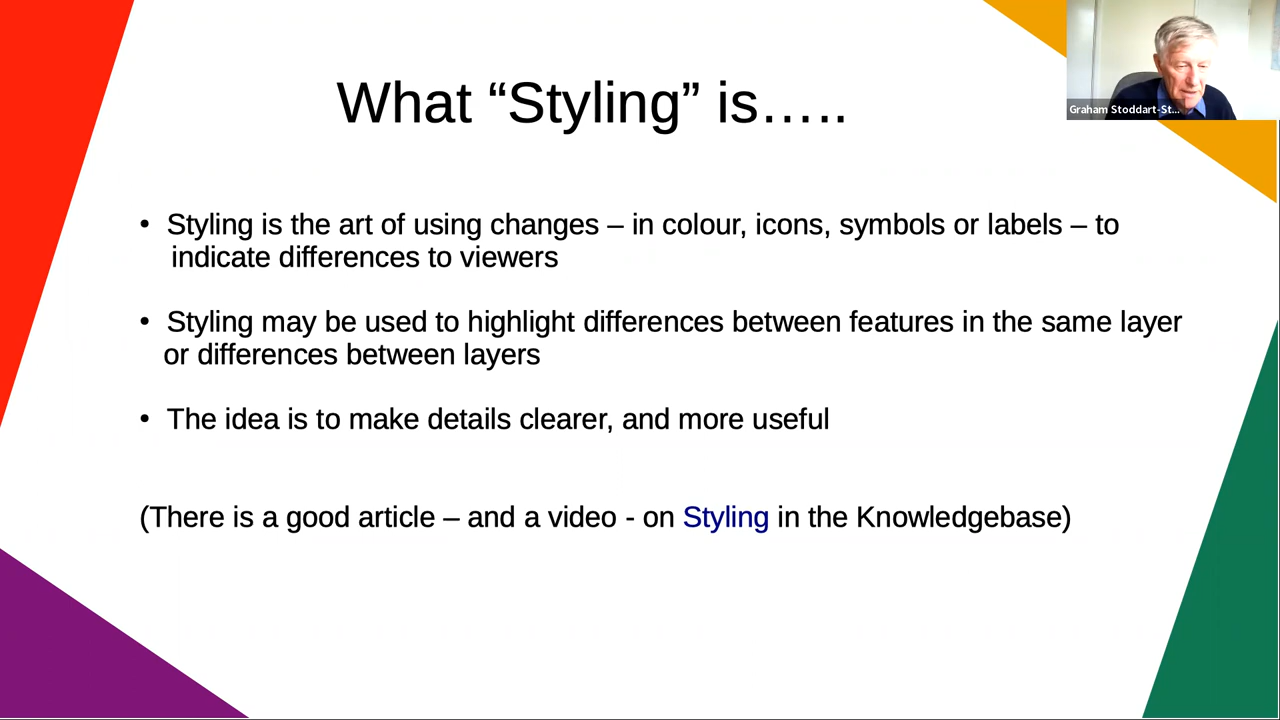 What “Styling” is…..
Graham Stoddart-St...
• Styling is the art of using changes – in colour, icons, symbols or labels – to
indicate differences to viewers
• Styling may be used to highlight differences between features in the same layer
or differences between layers
• The idea is to make details clearer, and more useful
(There is a good article – and a video - on Styling in the Knowledgebase)